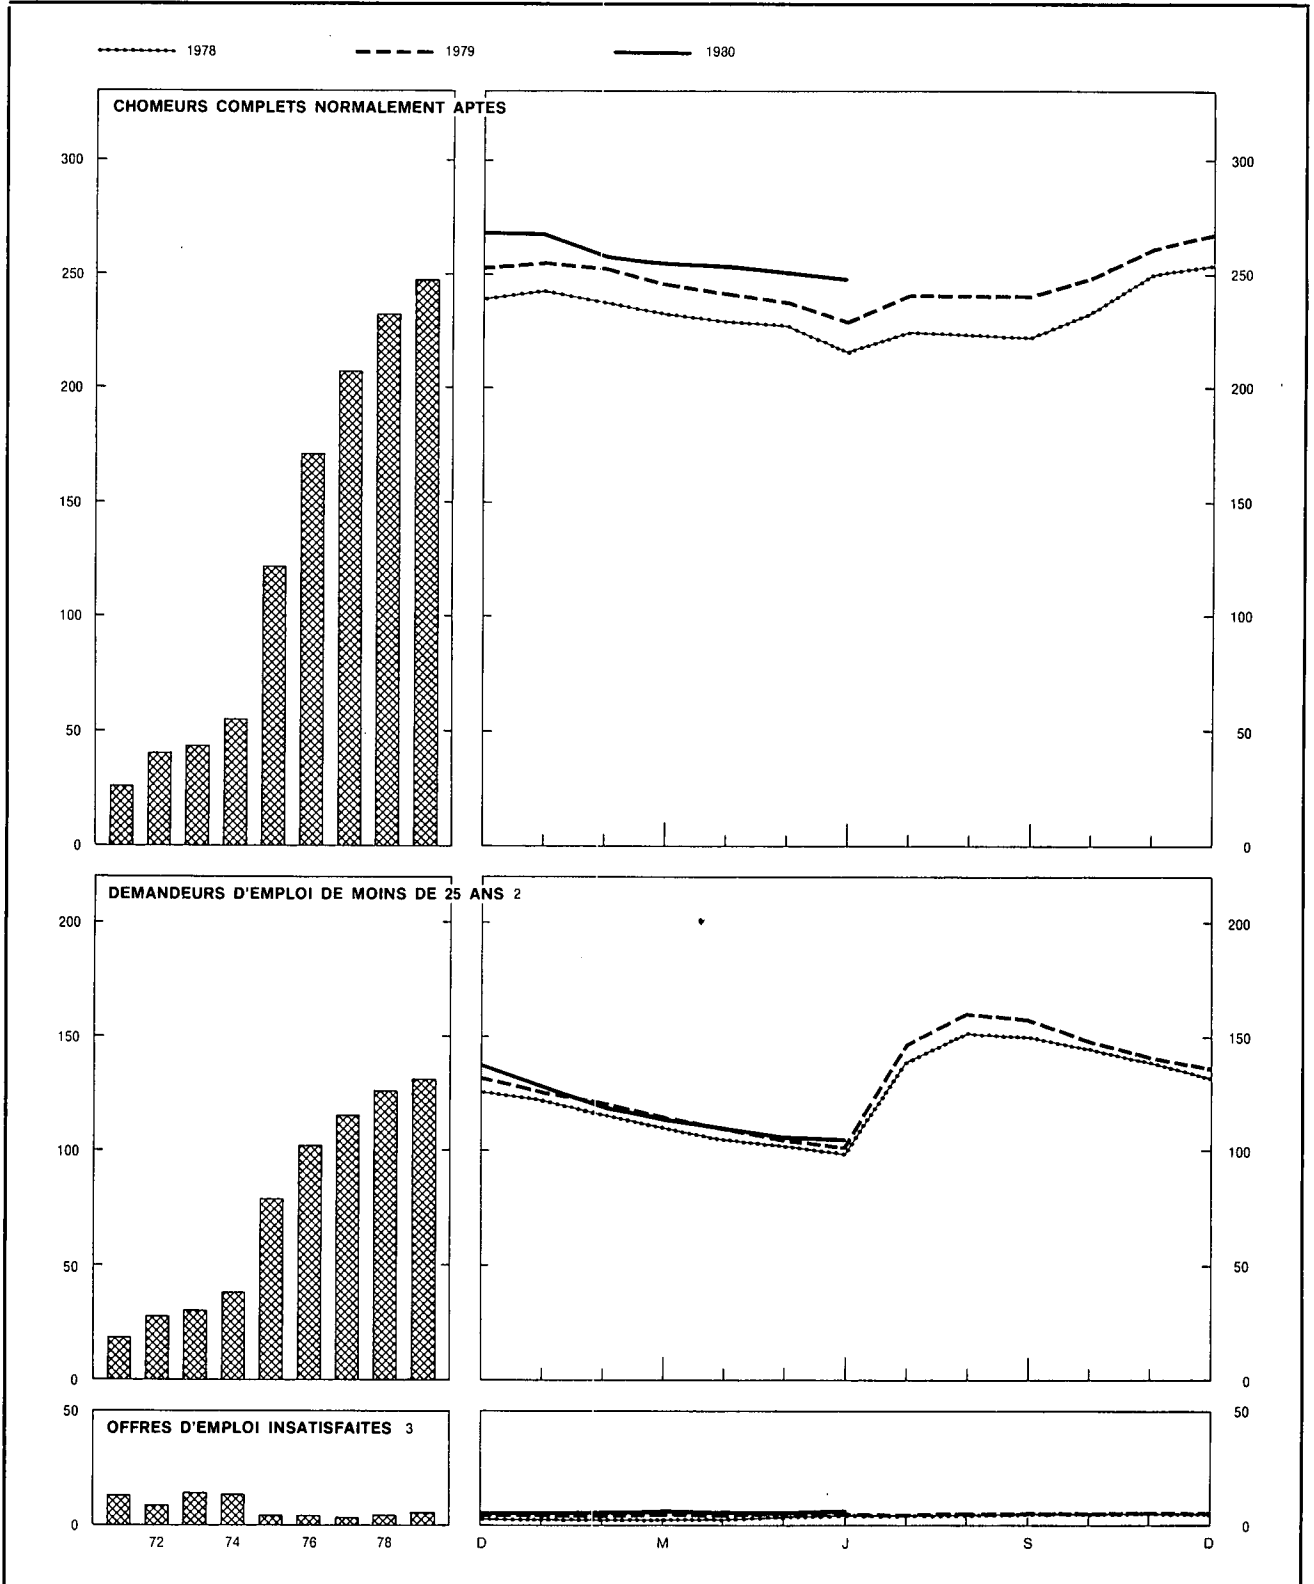 1978 1979 1980
CHOMEURS COMPLETS NORMALEMENT APTES
300 300
250 250
200 200
150 150
100 100
50 50
0 0
DEMANDEURS D'EMPLOI DE MOINS DE 25 ANS 2
200 200
150 150
100 100
50 50
0 0
50 50
OFFRES D'EMPLOI INSATISFAITES 3
0 0
72 74 76 78 D M J S D